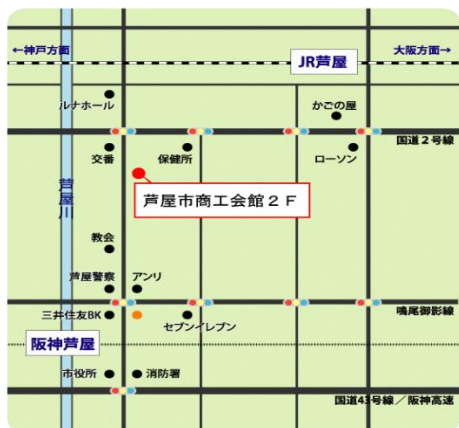 ←神戸方面
大阪方面→
JR芦屋
ルナホール
かごの屋
国道2号線
交番
保健所
ローソン
芦屋川
芦屋市商工会館2F
教会
芦屋警察
アンリ
三井住友BK
セブンイレブン
鳴尾御影線
阪神芦屋
市役所
消防署
国道43号線/阪神高速